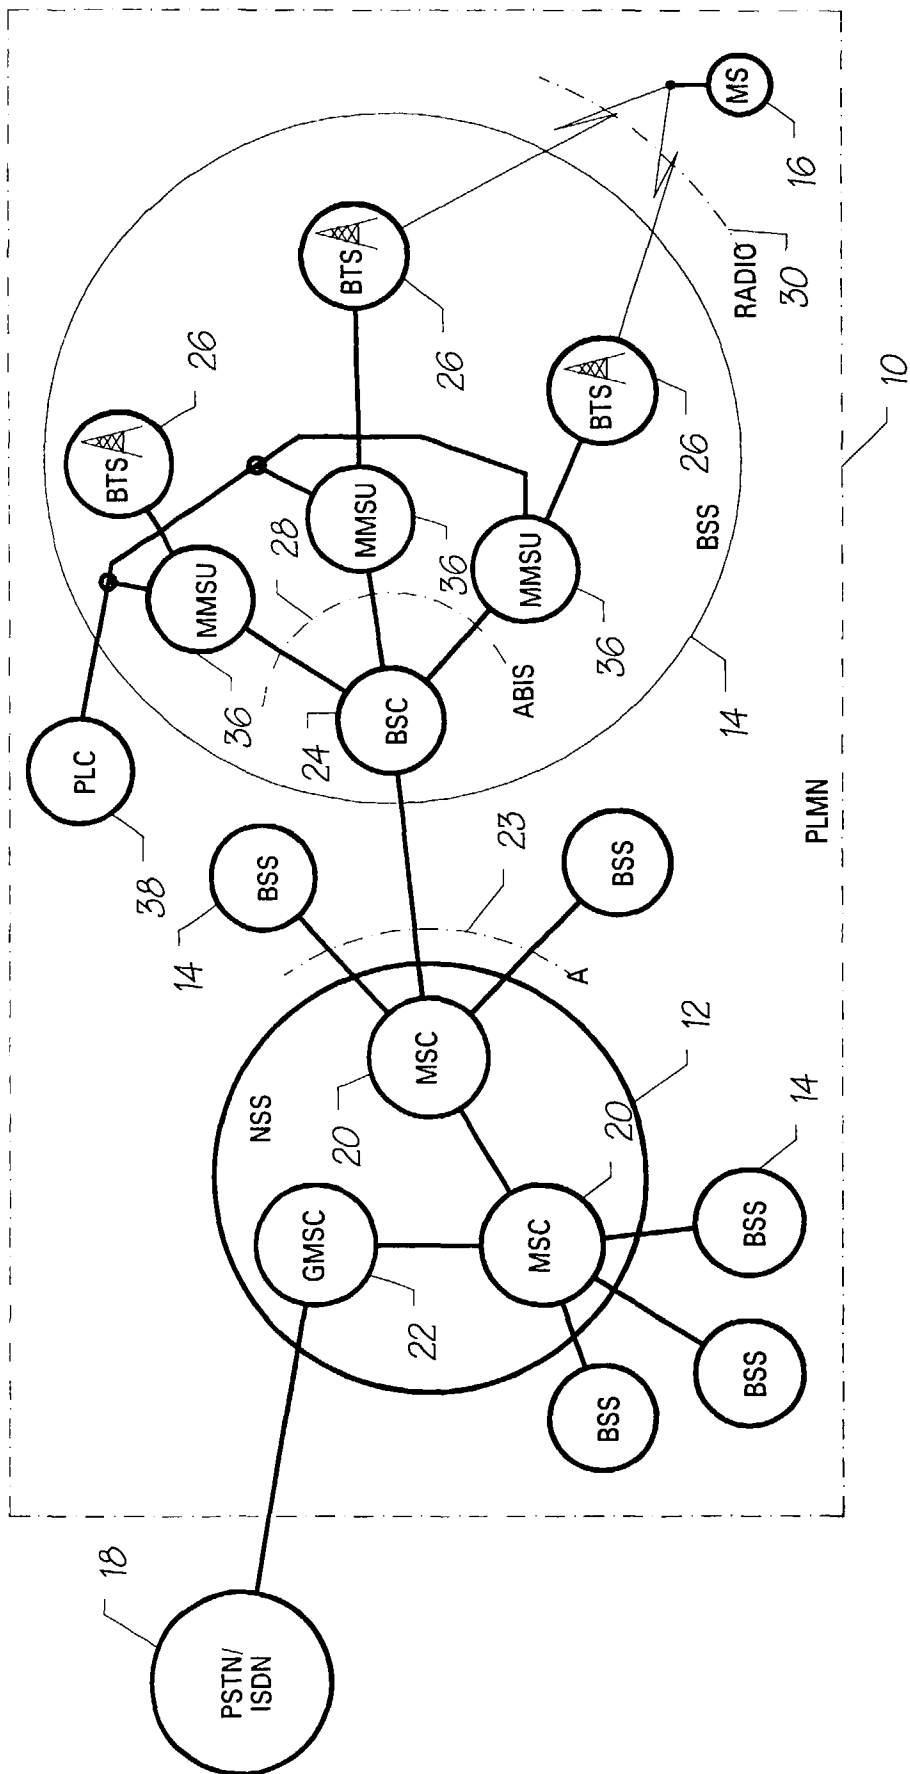 18
PSTN/
ISDN
GMSC
22
NSS
MSC
20
MSC
20
12
BSS
BSS
BSS
14
14
BSS
BSS
A
23
PLC
38
BSC
24
ABIS
28
MMSU
36
MMSU
36
MMSU
36
BTS
26
BTS
26
BTS
26
BSS
14
RADIO
30
MS
16
PLMN
10